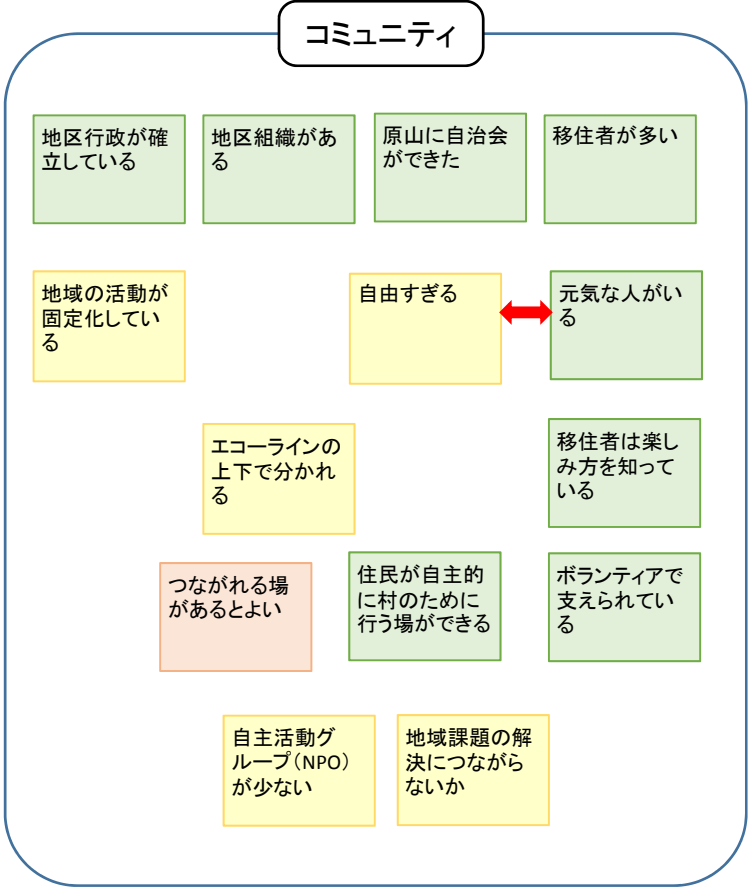 コミュニティ
地区行政が確
立している
地区組織があ
る
原山に自治会
ができた
移住者が多い
地域の活動が
固定化してい
る
自由すぎる
元気な人がい
る
エコーラインの
上下で分かれ
る
移住者は楽し
み方を知って
いる
つながれる場
があるとよい
住民が自主的
に村のために
行う場ができる
ボランティアで
支えられてい
る
自主活動グ
ループ(NPO)
が少ない
地域課題の解
決につながら
ないか